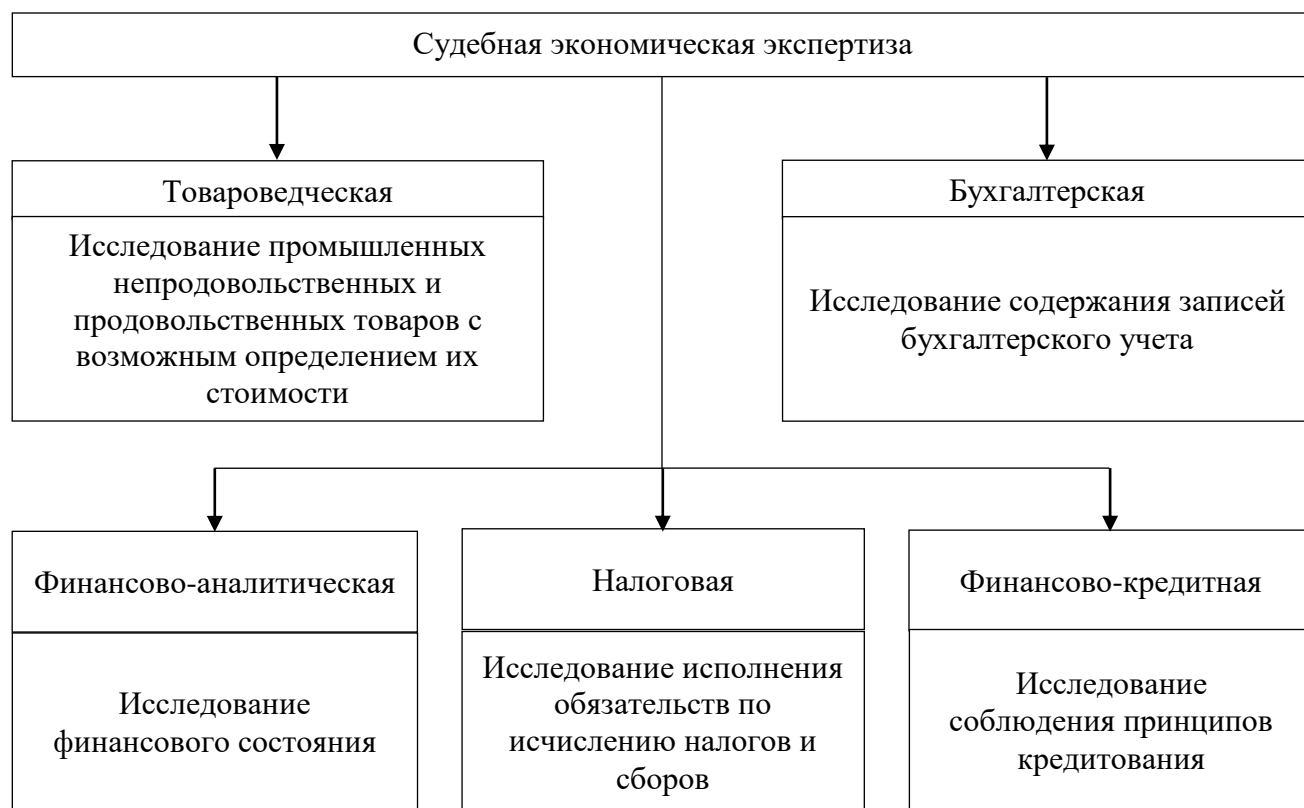 Судебная экономическая экспертиза
Товароведческая
Исследование промышленных
непродовольственных и
продовольственных товаров с
возможным определением их
стоимости
Бухгалтерская
Исследование содержания записей
бухгалтерского учета
Финансово-аналитическая
Исследование
финансового состояния
Налоговая
Исследование исполнения
обязательств по
исчислению налогов и
сборов
Финансово-кредитная
Исследование
соблюдения принципов
кредитования